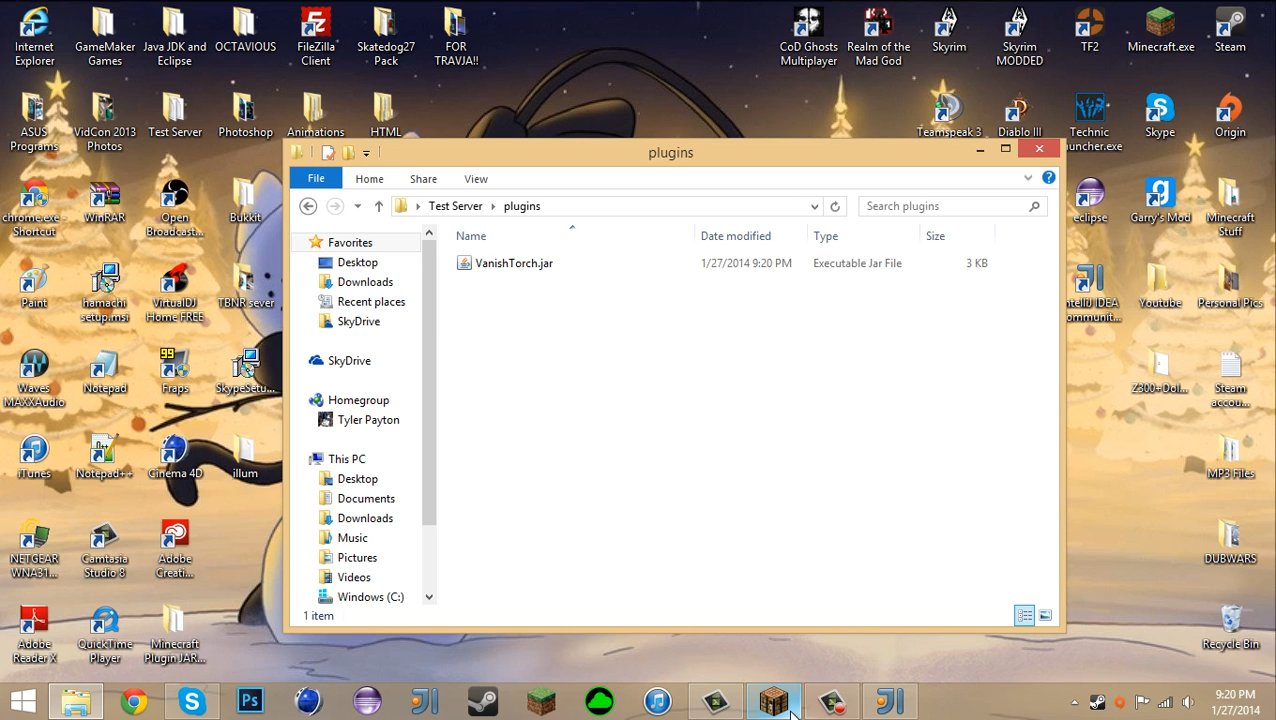 Internet
Explorer
GameMaker
Games
Java JDK and
Eclipse
OCTAVIOUS
FileZilla
Client
Skatedog27
Pack
FOR
TRAVJA!!
CoD Ghosts
Multiplayer
Realm of the
Mad God
Skyrim
Skyrim
MODDED
TF2
Minecraft.exe
Steam
ASUS
Programs
VidCon 2013
Photos
Test Server
Photoshop
Animations
HTML
Teamspeak 3
Diablo III
Technic
auncher.exe
Skype
Origin
plugins
File
Home
Share
View
Test Server
plugins
Search plugins
Name
Date modified
Type
Size
VanishTorch.jar
1/27/2014 9:20 PM
Executable Jar File
3 KB
Favorites
Desktop
Downloads
Recent places
SkyDrive
SkyDrive
Homegroup
Tyler Payton
This PC
Desktop
Documents
Downloads
Music
Pictures
Videos
Windows (C:)
1 item
chrome.exe -
Shortcut
WinRAR
Open
Broadcast...
Bukkit
eclipse
Garry's Mod
Minecraft
Stuff
Paint
hamachi
setup.msi
VirtualDJ
Home FREE
TBNR sever
IntelliJ IDEA
Communit...
Youtube
Personal Pics
Waves
MAXXAudio
Notepad
99
Fraps
SkypeSetu...
Z300+Dol...
Steam
accou...
iTunes
Notepad++
Cinema 4D
illum
MP3 Files
NETGEAR
WNA31...
Camtasia
Studio 8
Adobe
Creati...
DUBWARS
Adobe
Reader X
QuickTime
Player
Minecraft
Plugin JAR...
Recycle Bin
Ps
9:20 PM
1/27/2014